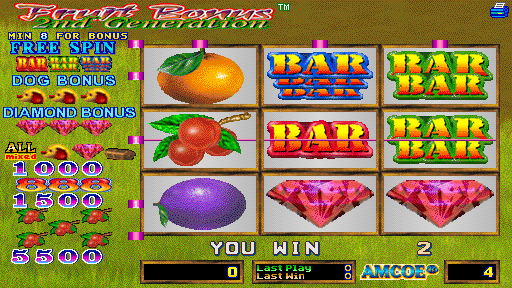 Fruit Bonus™
2nd Generation
MIN 8 FOR BONUS
FREE SPIN
BAR BAR BAR
DOG BONUS
DIAMOND BONUS
ALL
mixed
1000
888
1500
5500
BAR
BAR
BAR
BAR
BAR
BAR
BAR
YOU WIN 2
0
Last Play 0
Last Win 0
AMCOE
4